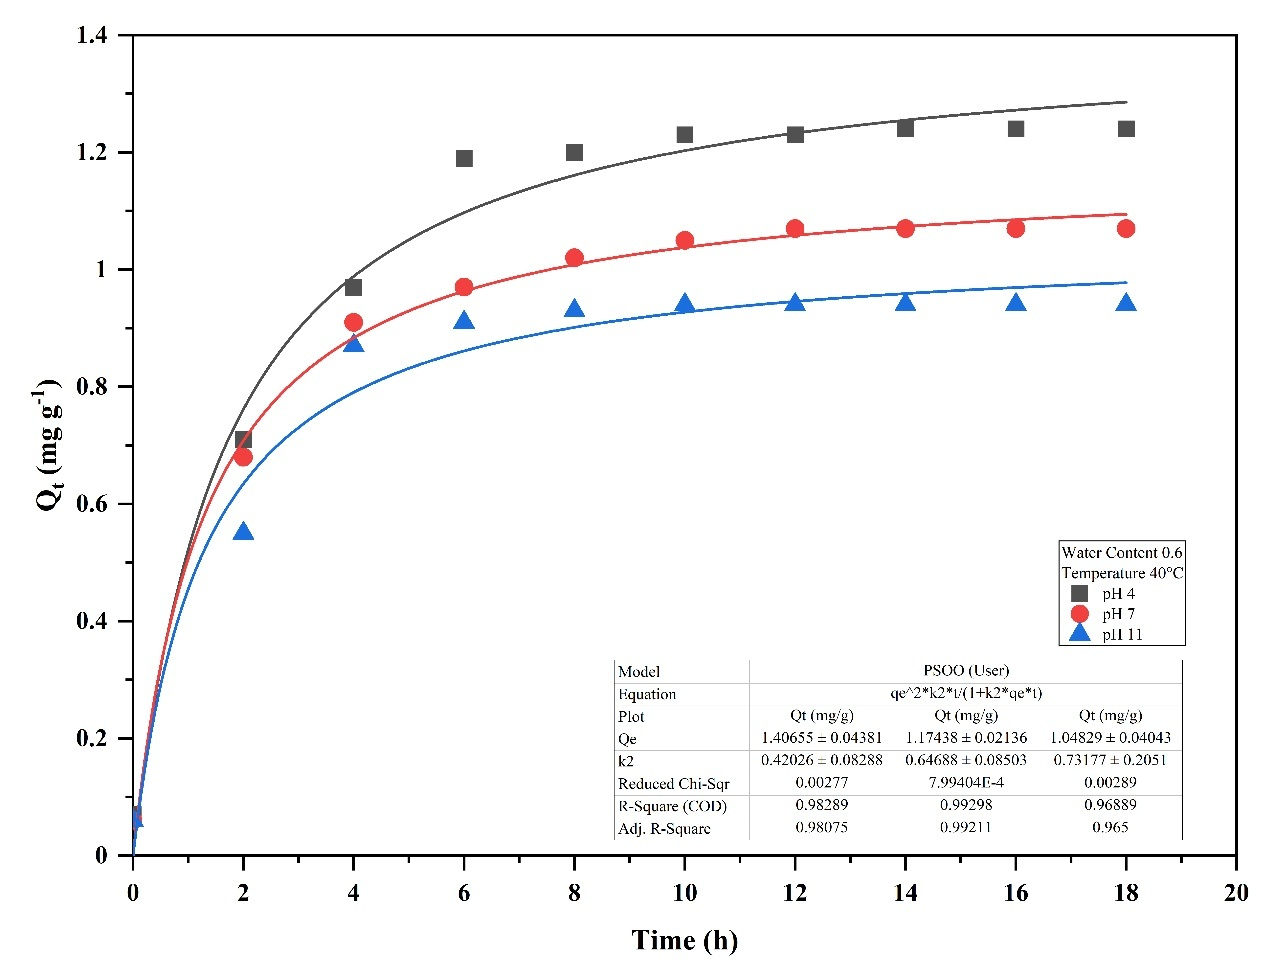 1.4
1.2
1
0.8
0.6
0.4
0.2
0
Qt (mg g-1)
0 2 4 6 8 10 12 14 16 18 20
Time (h)
Water Content 0.6
Temperature 40°C
pH 4
pH 7
pH 11
Model PSOO (User)
Equation qe^2*k2*t/(1+k2*qe*t)
Plot Qt (mg/g) Qt (mg/g) Qt (mg/g)
Qe 1.40655 ± 0.04381 1.17438 ± 0.02136 1.04829 ± 0.04043
k2 0.42026 ± 0.08288 0.64688 ± 0.08503 0.73177 ± 0.2051
Reduced Chi-Sqr 0.00277 7.99404E-4 0.00289
R-Square (COD) 0.98289 0.99298 0.96889
Adj. R-Square 0.98075 0.99211 0.965